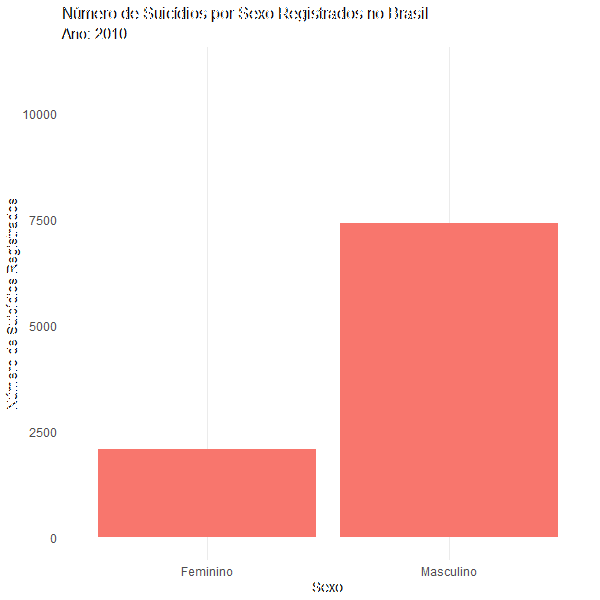 Número de Suicídios por Sexo Registrados no Brasil
Ano: 2010
Número de Suicídios Registrados
10000
7500
5000
2500
0
Feminino
Masculino
Sexo